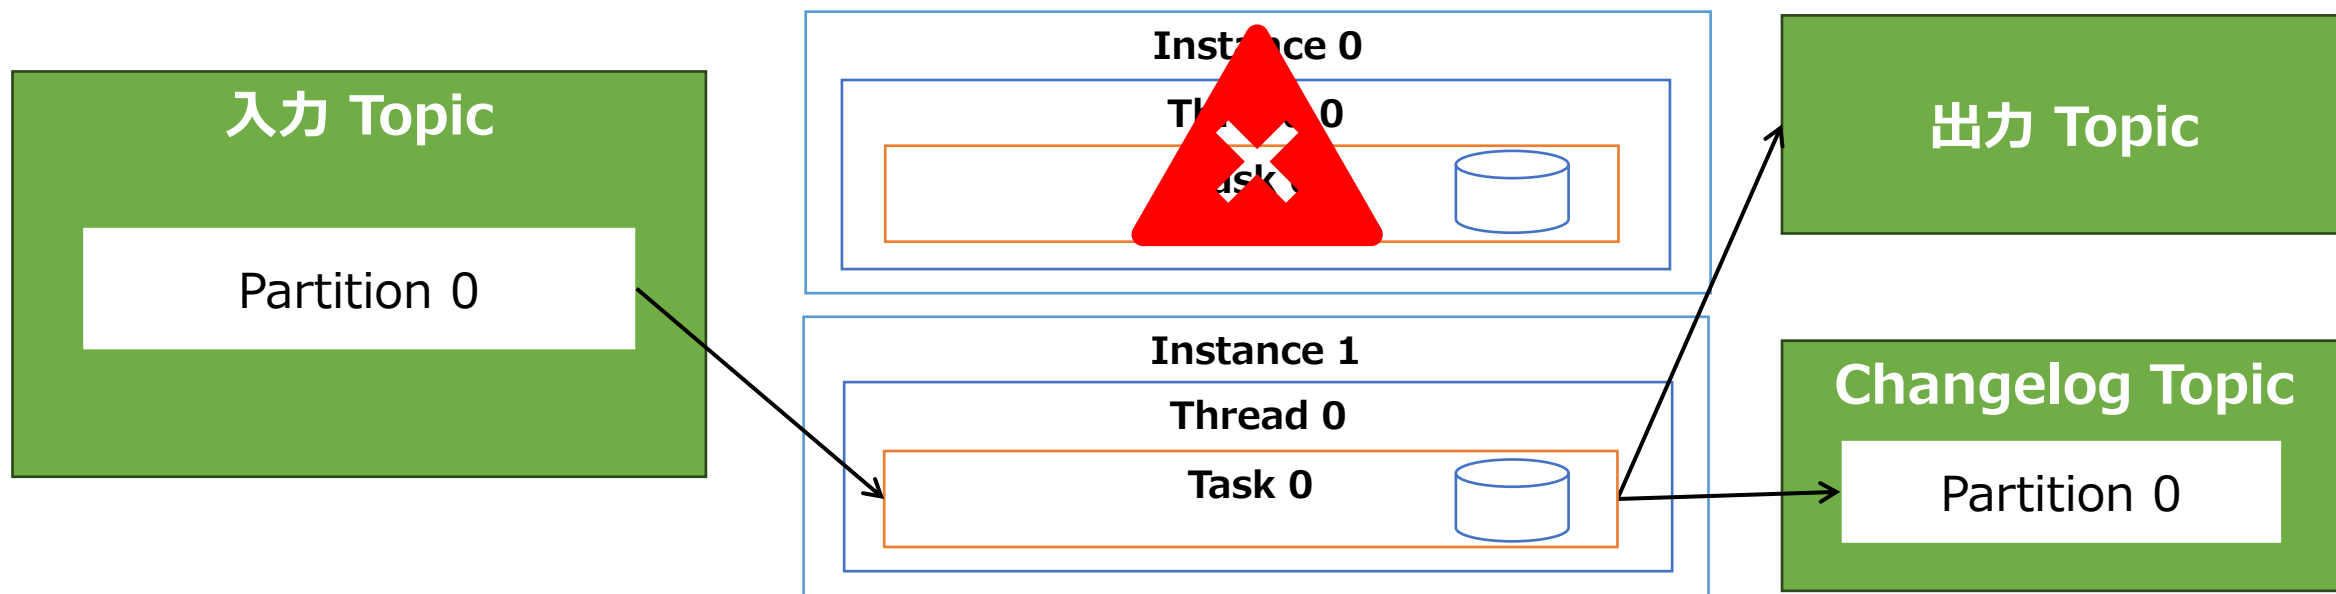 入力 Topic
Partition 0
Instance 0
0
Instance 1
Thread 0
Task 0
出力 Topic
Changelog Topic
Partition 0